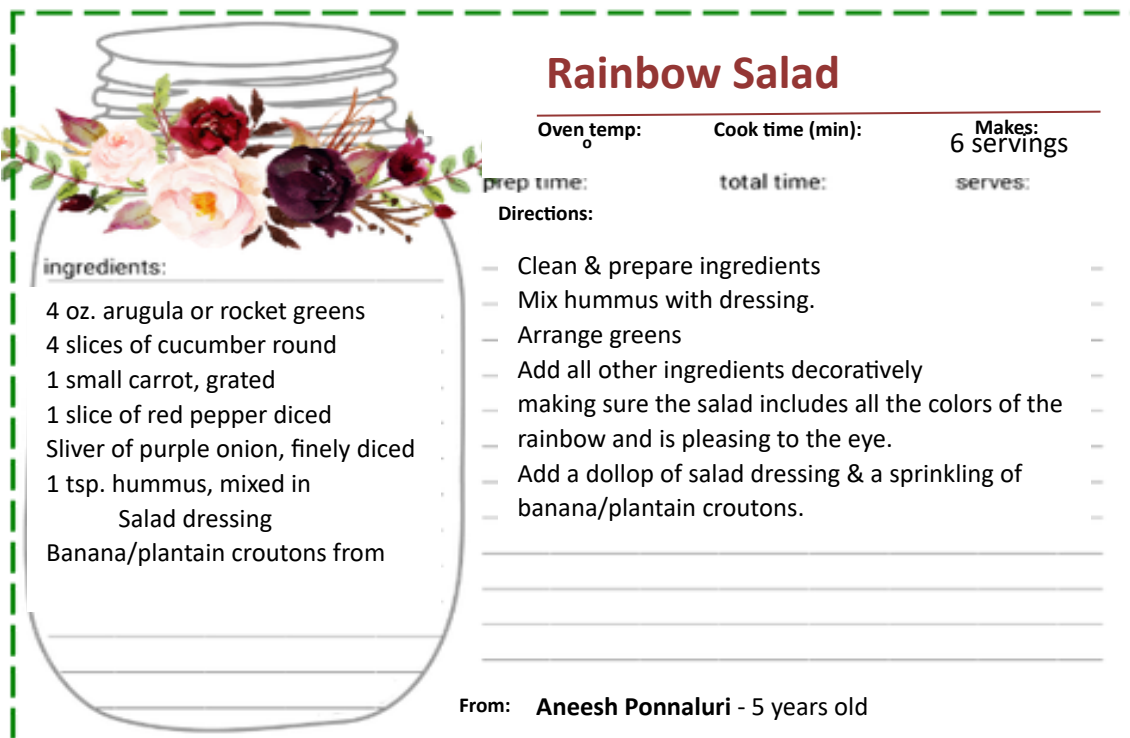 Rainbow Salad
Oven temp: Cook time (min): Makes:
o 6 servings
prep time: total time: serves:
Directions:
ingredients:
4 oz. arugula or rocket greens
4 slices of cucumber round
1 small carrot, grated
1 slice of red pepper diced
Sliver of purple onion, finely diced
1 tsp. hummus, mixed in
Salad dressing
Banana/plantain croutons from
Clean & prepare ingredients
Mix hummus with dressing.
Arrange greens
Add all other ingredients decoratively
making sure the salad includes all the colors of the
rainbow and is pleasing to the eye.
Add a dollop of salad dressing & a sprinkling of
banana/plantain croutons.
From: Aneesh Ponnaluri - 5 years old